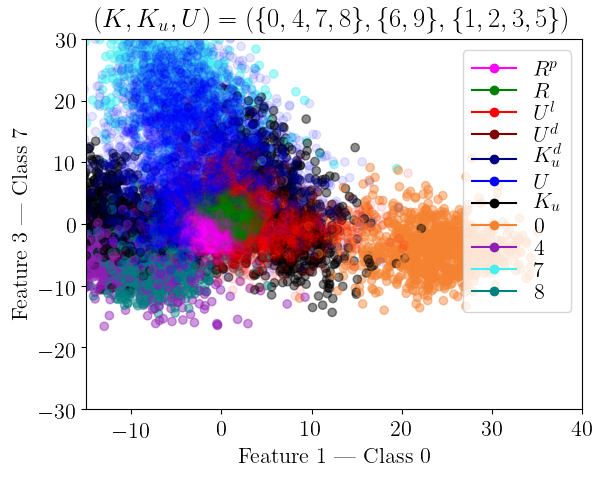 (K, K_u, U) = ({0, 4, 7, 8}, {6, 9}, {1, 2, 3, 5})
30
20
10
0
−10
−20
−30
Feature 3 — Class 7
R^p
R
U^l
U^d
K_u^d
U
K_u
0
4
7
8
−10
0
10
20
30
40
Feature 1 — Class 0